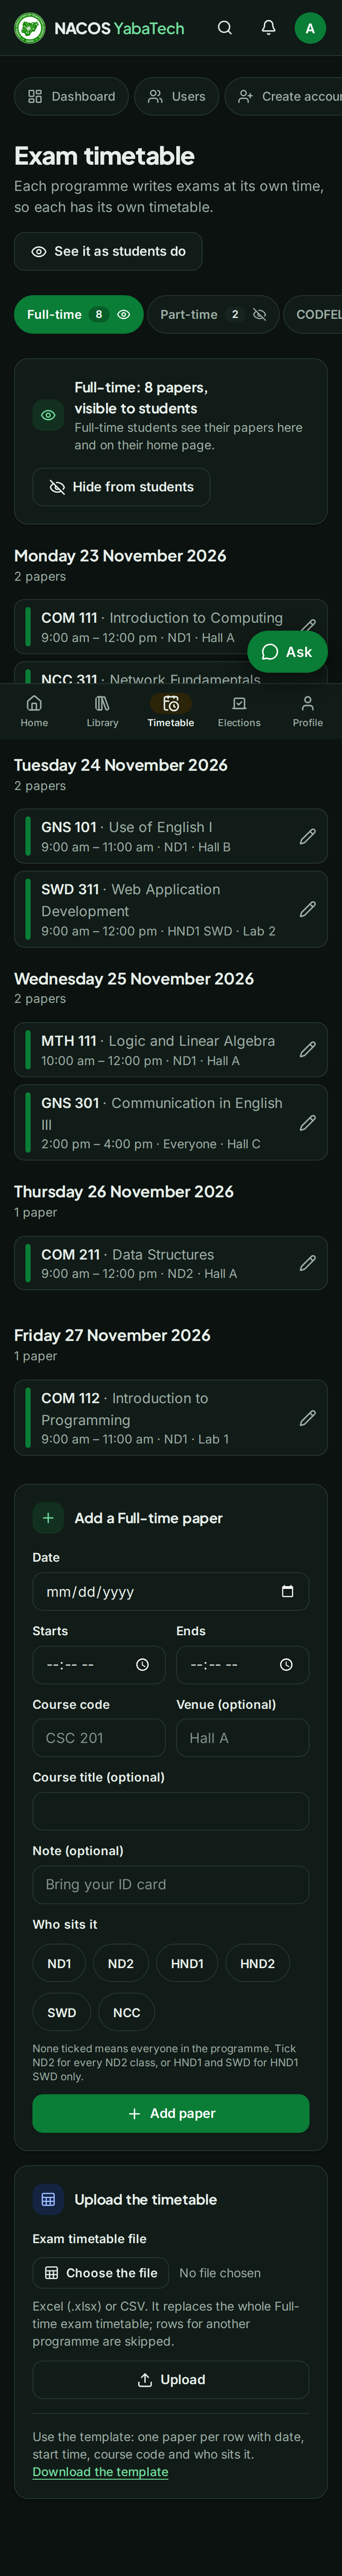 NACOS YabaTech
A
Dashboard
Users
Create accoun
Exam timetable
Each programme writes exams at its own time,
so each has its own timetable.
See it as students do
Full-time 8
Part-time 2
CODFEL
Full-time: 8 papers,
visible to students
Full-time students see their papers here
and on their home page.
Hide from students
Monday 23 November 2026
2 papers
COM 111 · Introduction to Computing
9:00 am – 12:00 pm · ND1 · Hall A
Ask
NCC 311 · Network Fundamentals
Home
Library
Timetable
Elections
Profile
Tuesday 24 November 2026
2 papers
GNS 101 · Use of English I
9:00 am – 11:00 am · ND1 · Hall B
SWD 311 · Web Application
Development
9:00 am – 12:00 pm · HND1 SWD · Lab 2
Wednesday 25 November 2026
2 papers
MTH 111 · Logic and Linear Algebra
10:00 am – 12:00 pm · ND1 · Hall A
GNS 301 · Communication in English
III
2:00 pm – 4:00 pm · Everyone · Hall C
Thursday 26 November 2026
1 paper
COM 211 · Data Structures
9:00 am – 12:00 pm · ND2 · Hall A
Friday 27 November 2026
1 paper
COM 112 · Introduction to
Programming
9:00 am – 11:00 am · ND1 · Lab 1
Add a Full-time paper
Date
mm/dd/yyyy
Starts
Ends
--:-- --
--:-- --
Course code
Venue (optional)
CSC 201
Hall A
Course title (optional)
Note (optional)
Bring your ID card
Who sits it
ND1
ND2
HND1
HND2
SWD
NCC
None ticked means everyone in the programme. Tick
ND2 for every ND2 class, or HND1 and SWD for HND1
SWD only.
Add paper
Upload the timetable
Exam timetable file
Choose the file
No file chosen
Excel (.xlsx) or CSV. It replaces the whole Full-
time exam timetable; rows for another
programme are skipped.
Upload
Use the template: one paper per row with date,
start time, course code and who sits it.
Download the template